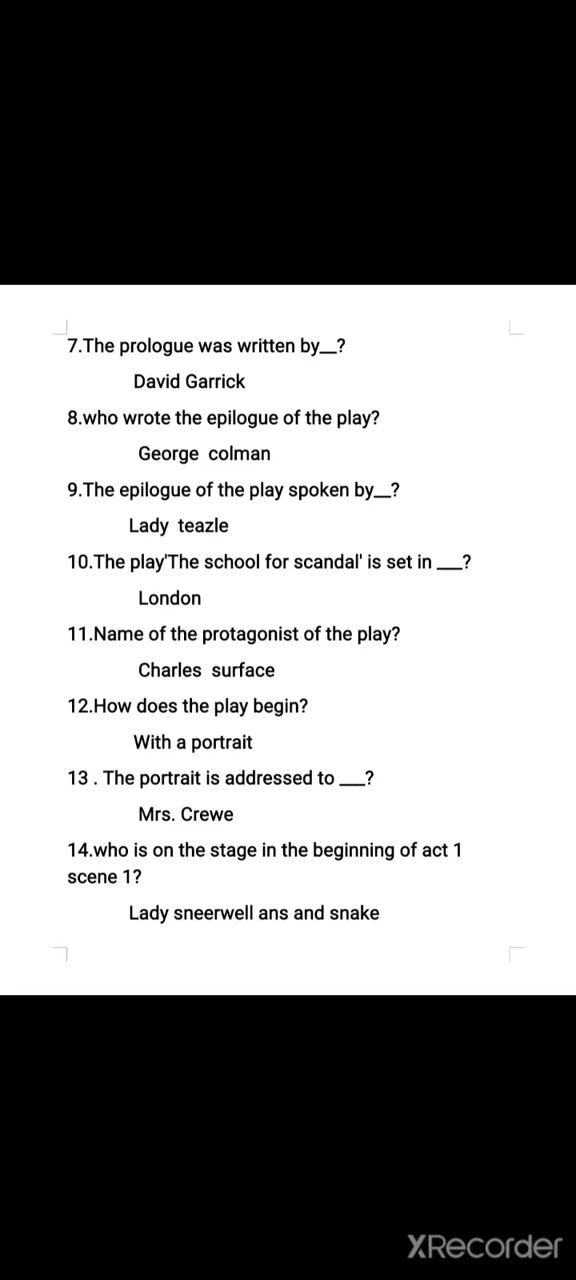 7.The prologue was written by__?
David Garrick
8.who wrote the epilogue of the play?
George colman
9.The epilogue of the play spoken by__?
Lady teazle
10.The play'The school for scandal' is set in ___?
London
11.Name of the protagonist of the play?
Charles surface
12.How does the play begin?
With a portrait
13 . The portrait is addressed to ___?
Mrs. Crewe
14.who is on the stage in the beginning of act 1
scene 1?
Lady sneerwell ans and snake
XRecorder